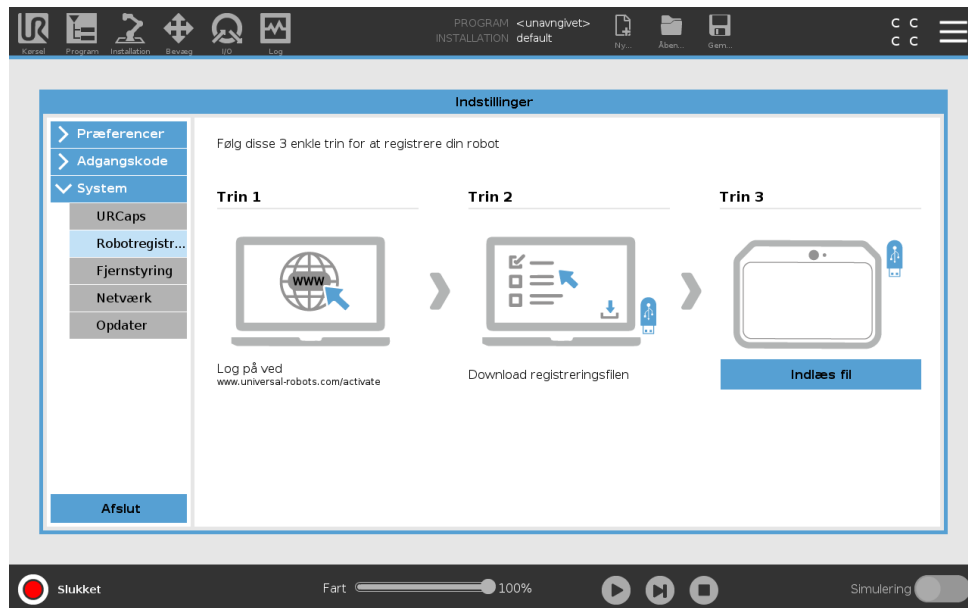 UR
PROGRAM <unavngivet>
INSTALLATION default
C C
C C
Kørsel Program Installation Bevæg I/O Log Ny... Åben... Gem...
Indstillinger
Præferencer
Adgangskode
System
URCaps
Robotregistr...
Fjernstyring
Netværk
Opdater
Afslut
Følg disse 3 enkle trin for at registrere din robot
Trin 1
www
Log på ved
www.universal-robots.com/activate
Trin 2
Download registreringsfilen
Trin 3
Indlæs fil
Slukket
Fart 100%
Simulering